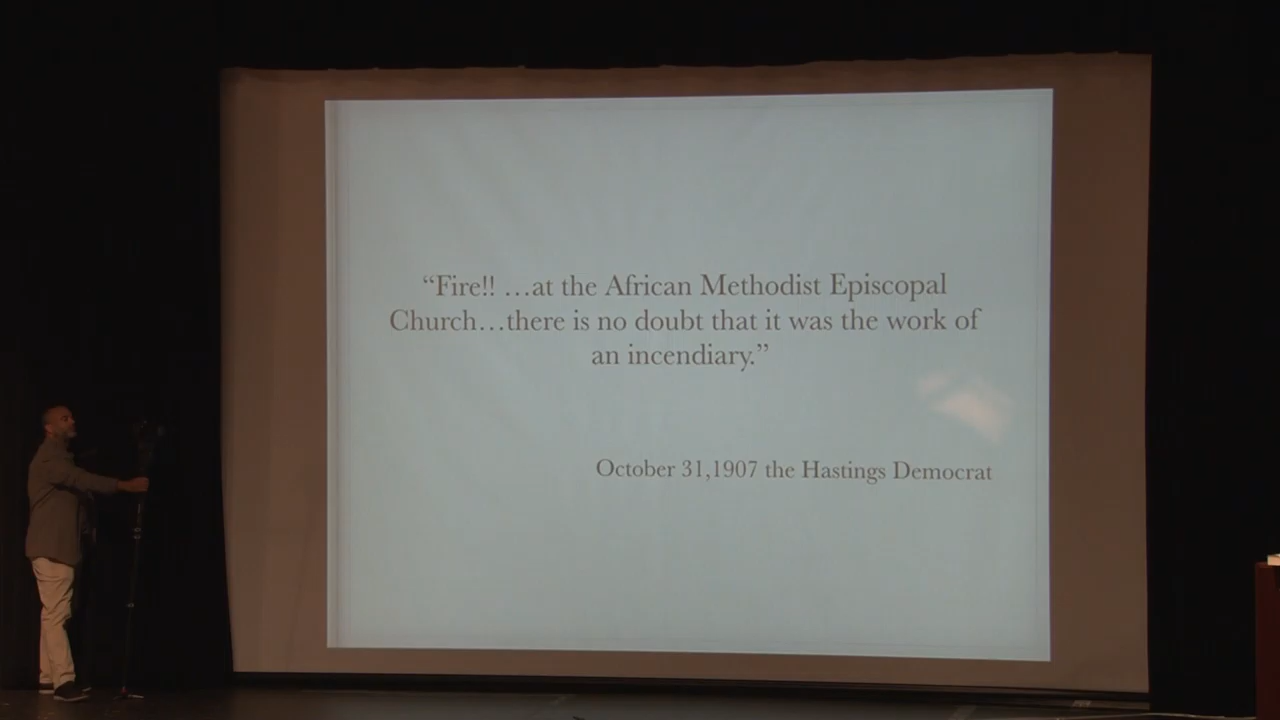 “Fire!! …at the African Methodist Episcopal
Church…there is no doubt that it was the work of
an incendiary.”
October 31,1907 the Hastings Democrat